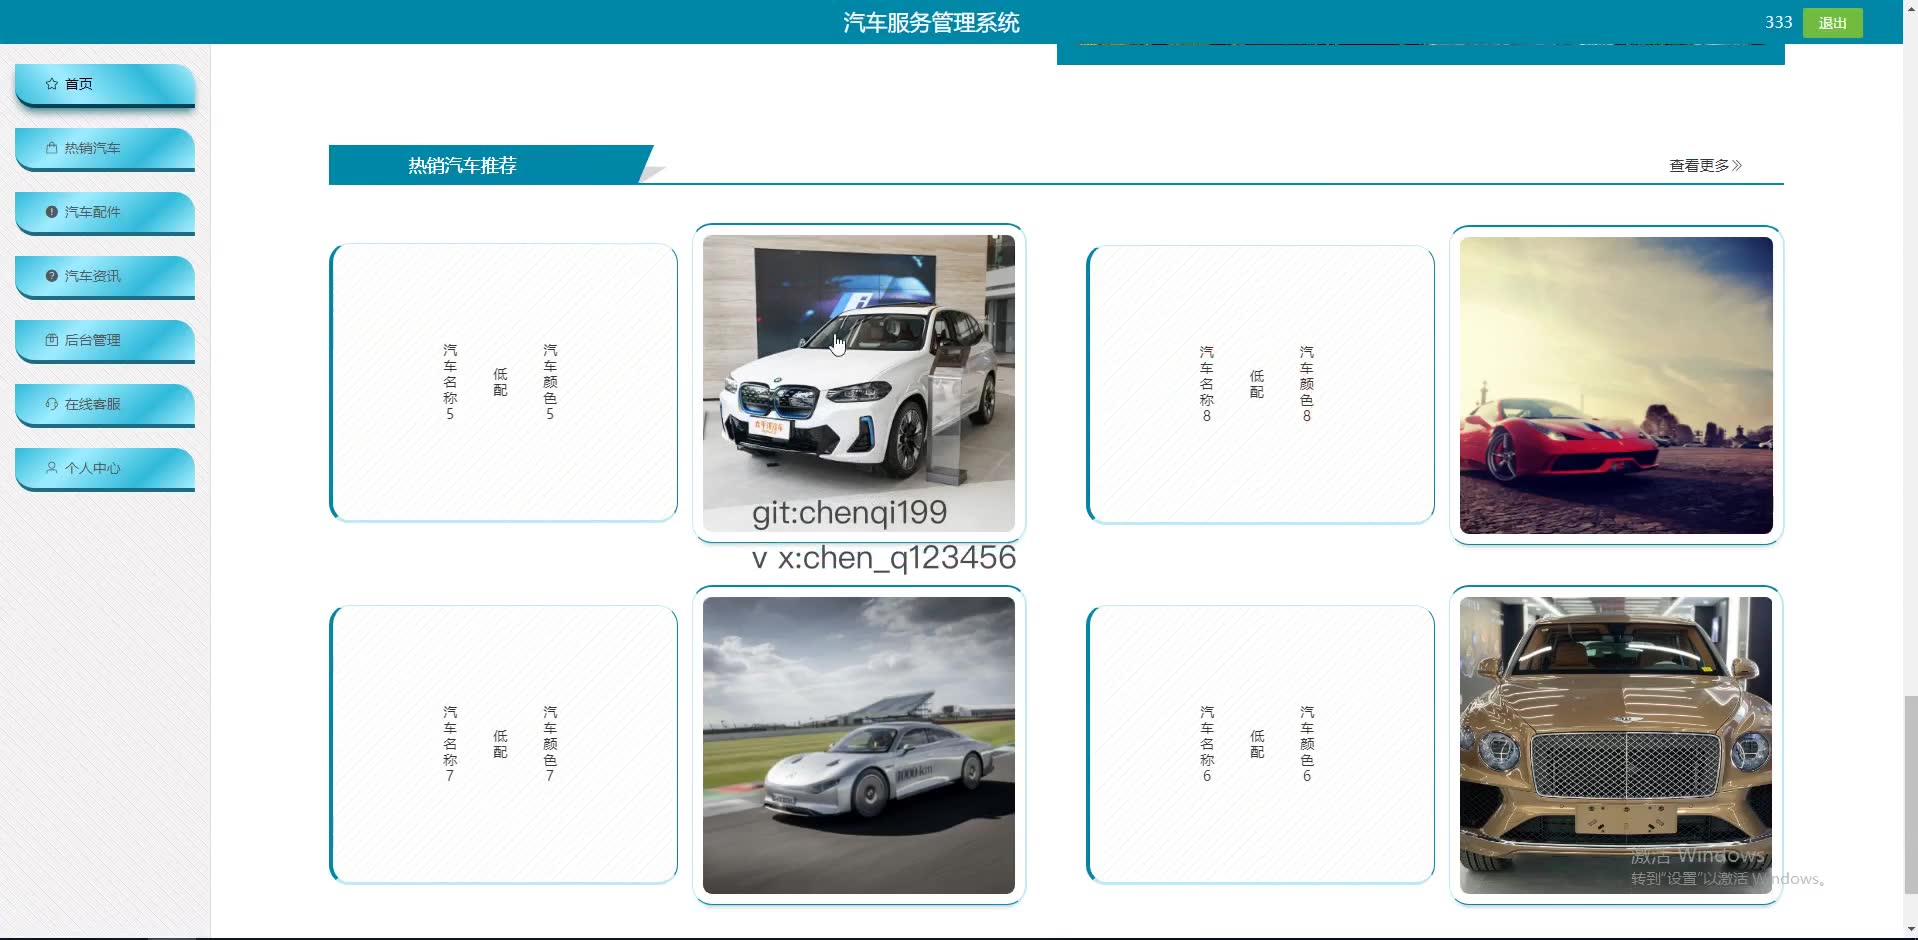 汽车服务管理系统
333
退出
首页
热销汽车
汽车配件
汽车资讯
后台管理
在线客服
个人中心
热销汽车推荐
查看更多
汽车名称5
低配
汽车颜色5
汽车名称8
低配
汽车颜色8
git:chenqi199
v x:chen_q123456
汽车名称7
低配
汽车颜色7
1000km
汽车名称6
低配
汽车颜色6
激活 Windows
转到“设置”以激活 Windows。